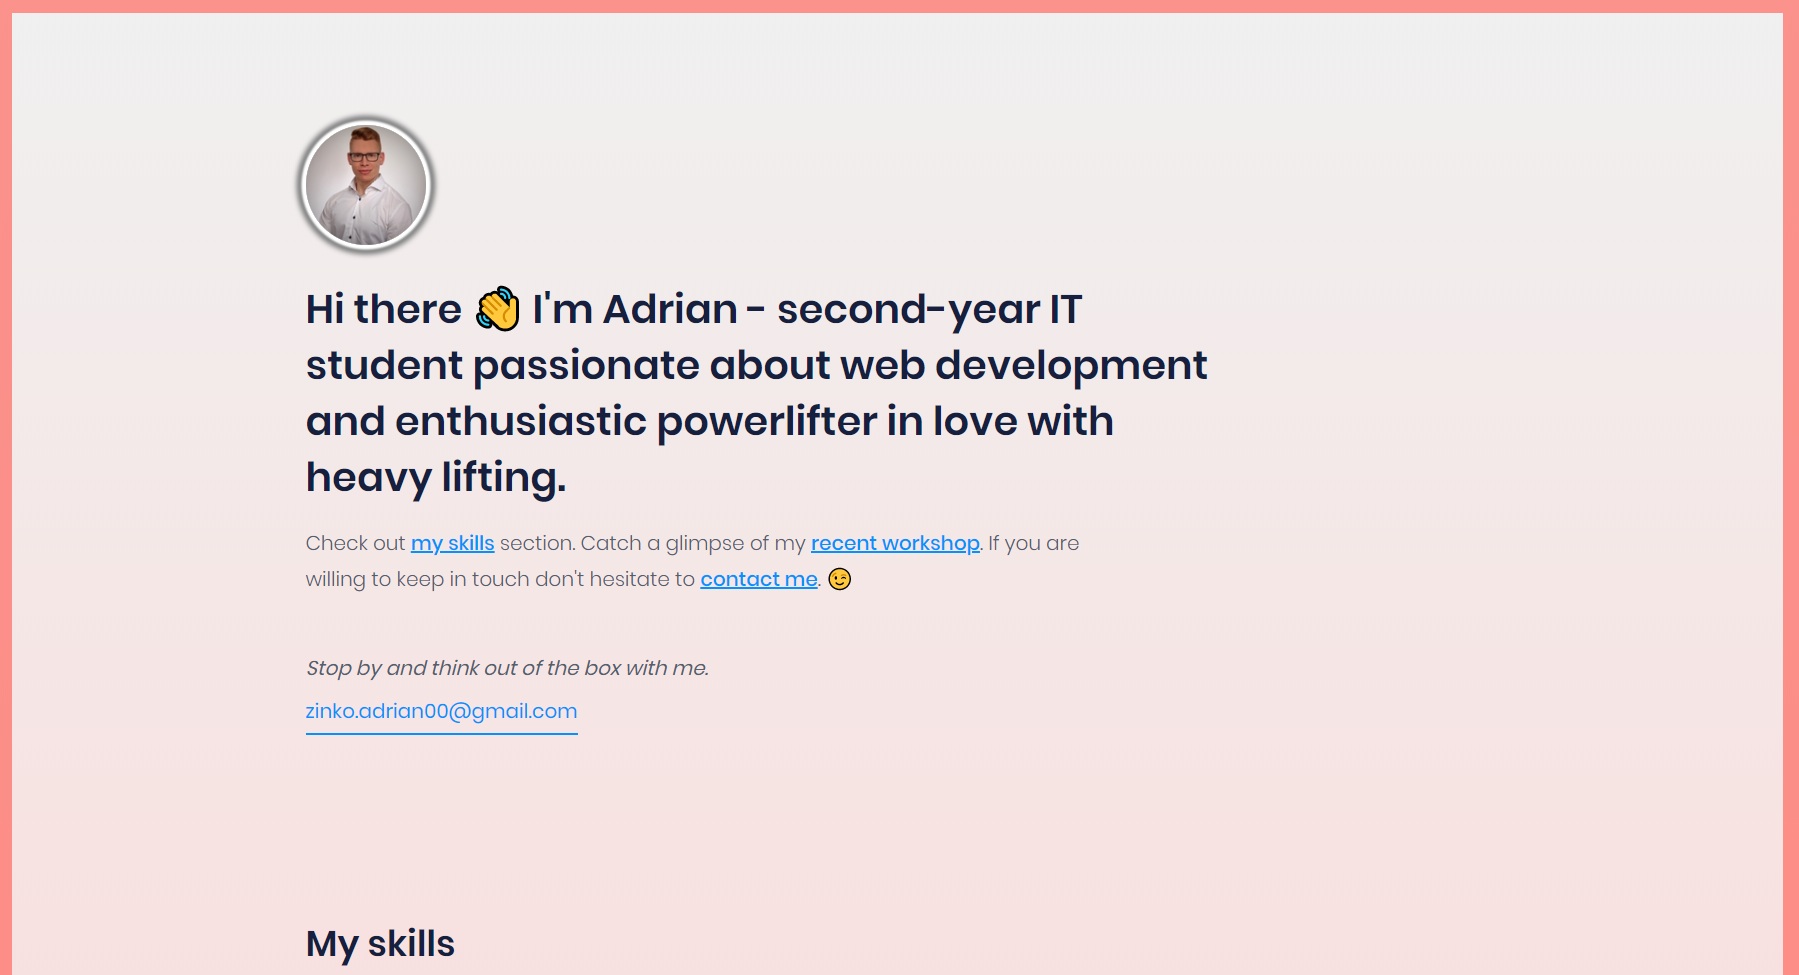 Hi there 👋 I'm Adrian - second-year IT
student passionate about web development
and enthusiastic powerlifter in love with
heavy lifting.
Check out my skills section. Catch a glimpse of my recent workshop. If you are
willing to keep in touch don't hesitate to contact me. 😉
Stop by and think out of the box with me.
zinko.adrian00@gmail.com
My skills